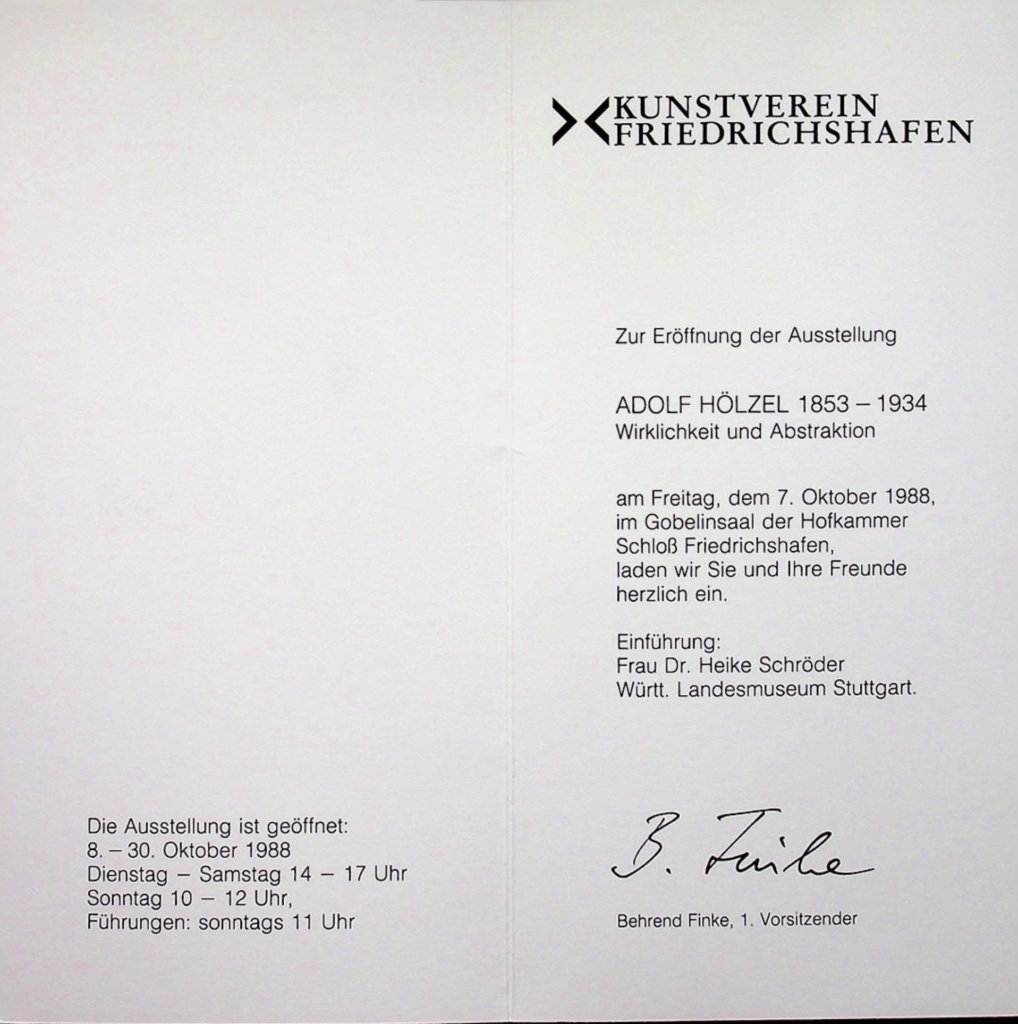 KUNSTVEREIN
FRIEDRICHSHAFEN
Zur Eröffnung der Ausstellung
ADOLF HÖLZEL 1853 – 1934
Wirklichkeit und Abstraktion
am Freitag, dem 7. Oktober 1988,
im Gobelinsaal der Hofkammer
Schloß Friedrichshafen,
laden wir Sie und Ihre Freunde
herzlich ein.
Einführung:
Frau Dr. Heike Schröder
Württ. Landesmuseum Stuttgart.
B. Finke
Behrend Finke, 1. Vorsitzender
Die Ausstellung ist geöffnet:
8. – 30. Oktober 1988
Dienstag – Samstag 14 – 17 Uhr
Sonntag 10 – 12 Uhr,
Führungen: sonntags 11 Uhr